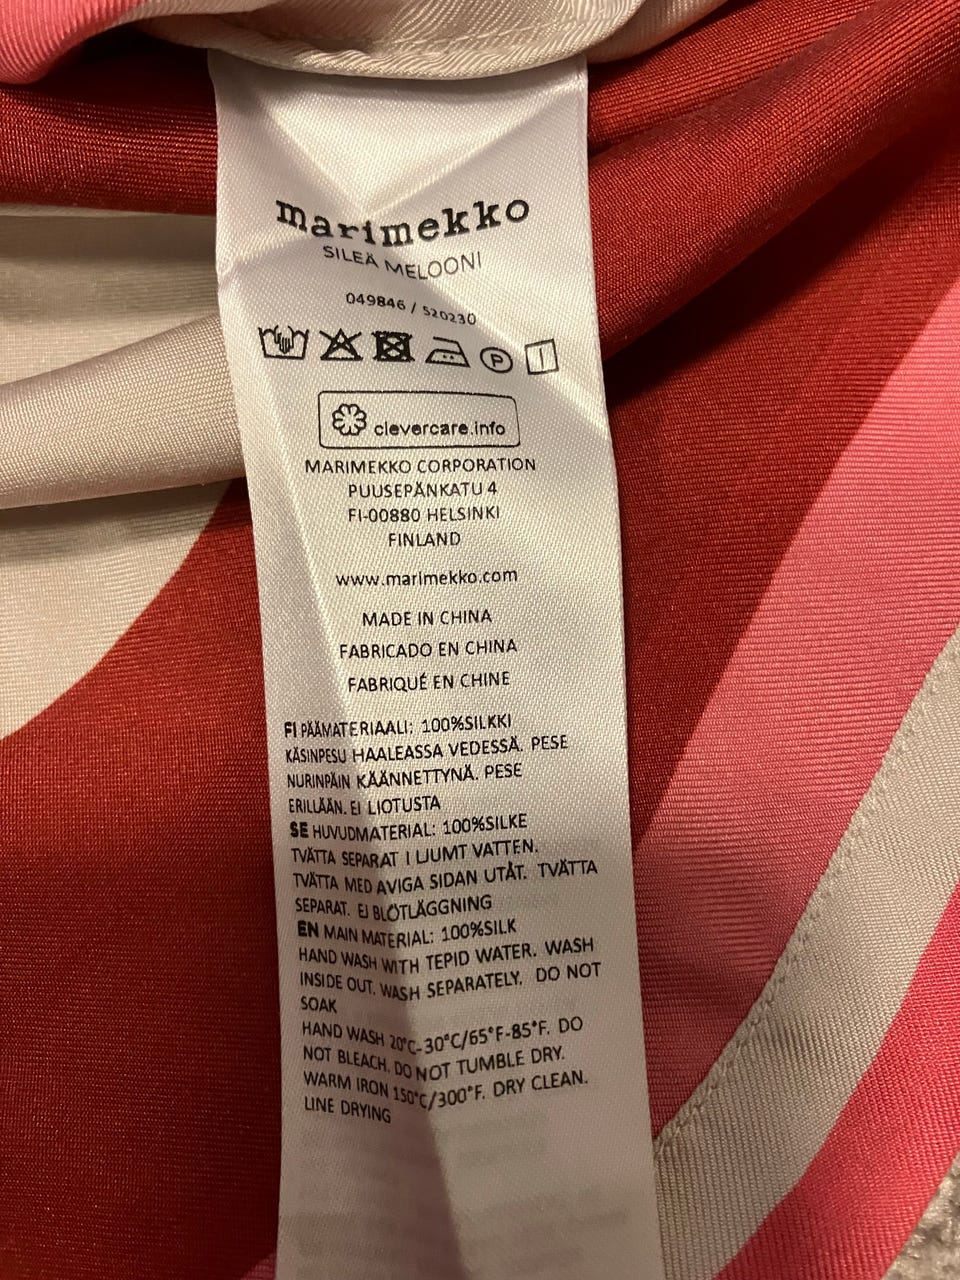 marimekko
SILEÄ MELOONI
049846 / 520230
P
clevercare.info
MARIMEKKO CORPORATION
PUUSEPÄNKATU 4
FI-00880 HELSINKI
FINLAND
www.marimekko.com
MADE IN CHINA
FABRICADO EN CHINA
FABRIQUÉ EN CHINE
FI PÄÄMATERIAALI: 100%SILKKI
KÄSINPESU HAALEASSA VEDESSÄ. PESE
NURINPÄIN KÄÄNNETTYNÄ. PESE
ERILLÄÄN. EI LIOTUSTA
SE HUVUDMATERIAL: 100%SILKE
TVÄTTA SEPARAT I LJUMT VATTEN.
TVÄTTA MED AVIGA SIDAN UTÅT. TVÄTTA
SEPARAT. EJ BLÖTLÄGGNING
EN MAIN MATERIAL: 100%SILK
HAND WASH WITH TEPID WATER. WASH
INSIDE OUT. WASH SEPARATELY. DO NOT
SOAK
HAND WASH 20°C-30°C/65°F-85°F. DO
NOT BLEACH. DO NOT TUMBLE DRY.
WARM IRON 150°C/300°F. DRY CLEAN.
LINE DRYING